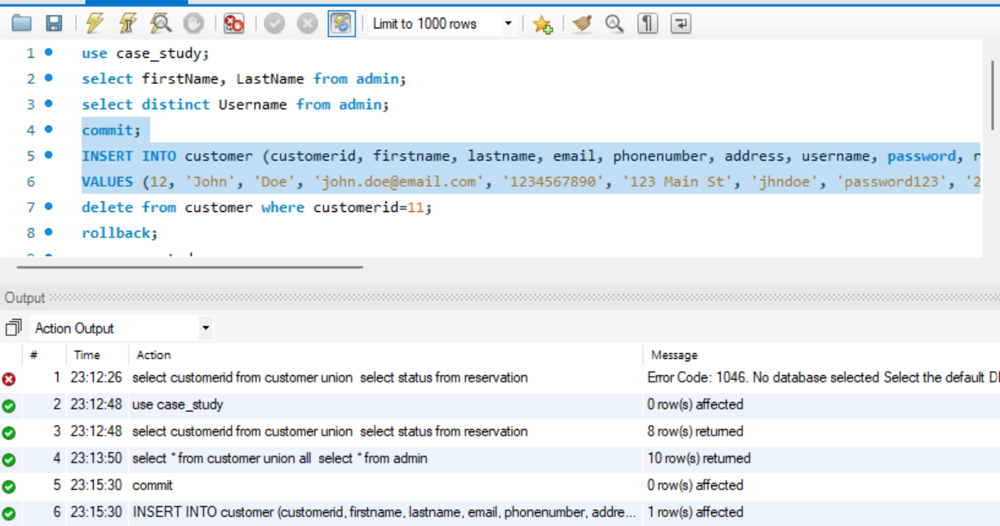 Limit to 1000 rows
1 use case_study;
2 select firstName, LastName from admin;
3 select distinct Username from admin;
4 commit;
5 INSERT INTO customer (customerid, firstname, lastname, email, phonenumber, address, username, password, r
6 VALUES (12, 'John', 'Doe', 'john.doe@email.com', '1234567890', '123 Main St', 'jhndoe', 'password123', '2
7 delete from customer where customerid=11;
8 rollback;
Output
Action Output
# Time Action Message
1 23:12:26 select customerid from customer union select status from reservation Error Code: 1046. No database selected Select the default D
2 23:12:48 use case_study 0 row(s) affected
3 23:12:48 select customerid from customer union select status from reservation 8 row(s) returned
4 23:13:50 select * from customer union all select * from admin 10 row(s) returned
5 23:15:30 commit 0 row(s) affected
6 23:15:30 INSERT INTO customer (customerid, firstname, lastname, email, phonenumber, addre... 1 row(s) affected